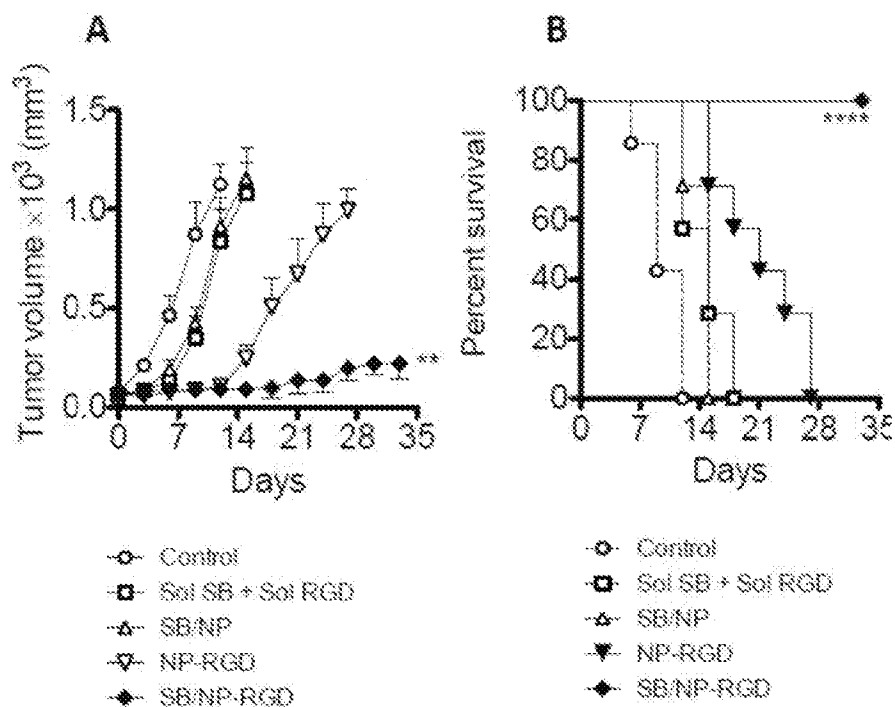 A
Tumor volume ×10³ (mm³)
1.5
1.0
0.5
0.0
0 7 14 21 28 35
Days
**
Control
Sol SB + Sol RGD
SB/NP
NP-RGD
SB/NP-RGD
B
Percent survival
100
80
60
40
20
0
0 7 14 21 28 35
Days
****
Control
Sol SB + Sol RGD
SB/NP
NP-RGD
SB/NP-RGD